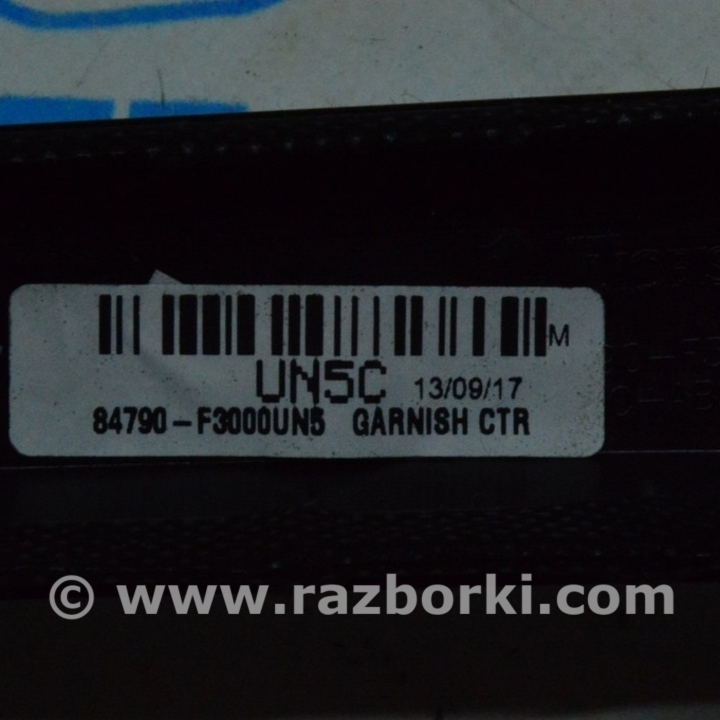 M
UN5C 13/09/17
84790-F3000UN5 GARNISH CTR
© www.razborki.com